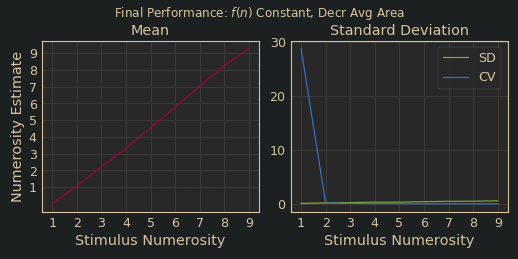 Final Performance: f(n) Constant, Decr Avg Area
Mean
Numerosity Estimate
9
8
7
6
5
4
3
2
1
1 2 3 4 5 6 7 8 9
Stimulus Numerosity
Standard Deviation
30
20
10
0
SD
CV
1 2 3 4 5 6 7 8 9
Stimulus Numerosity